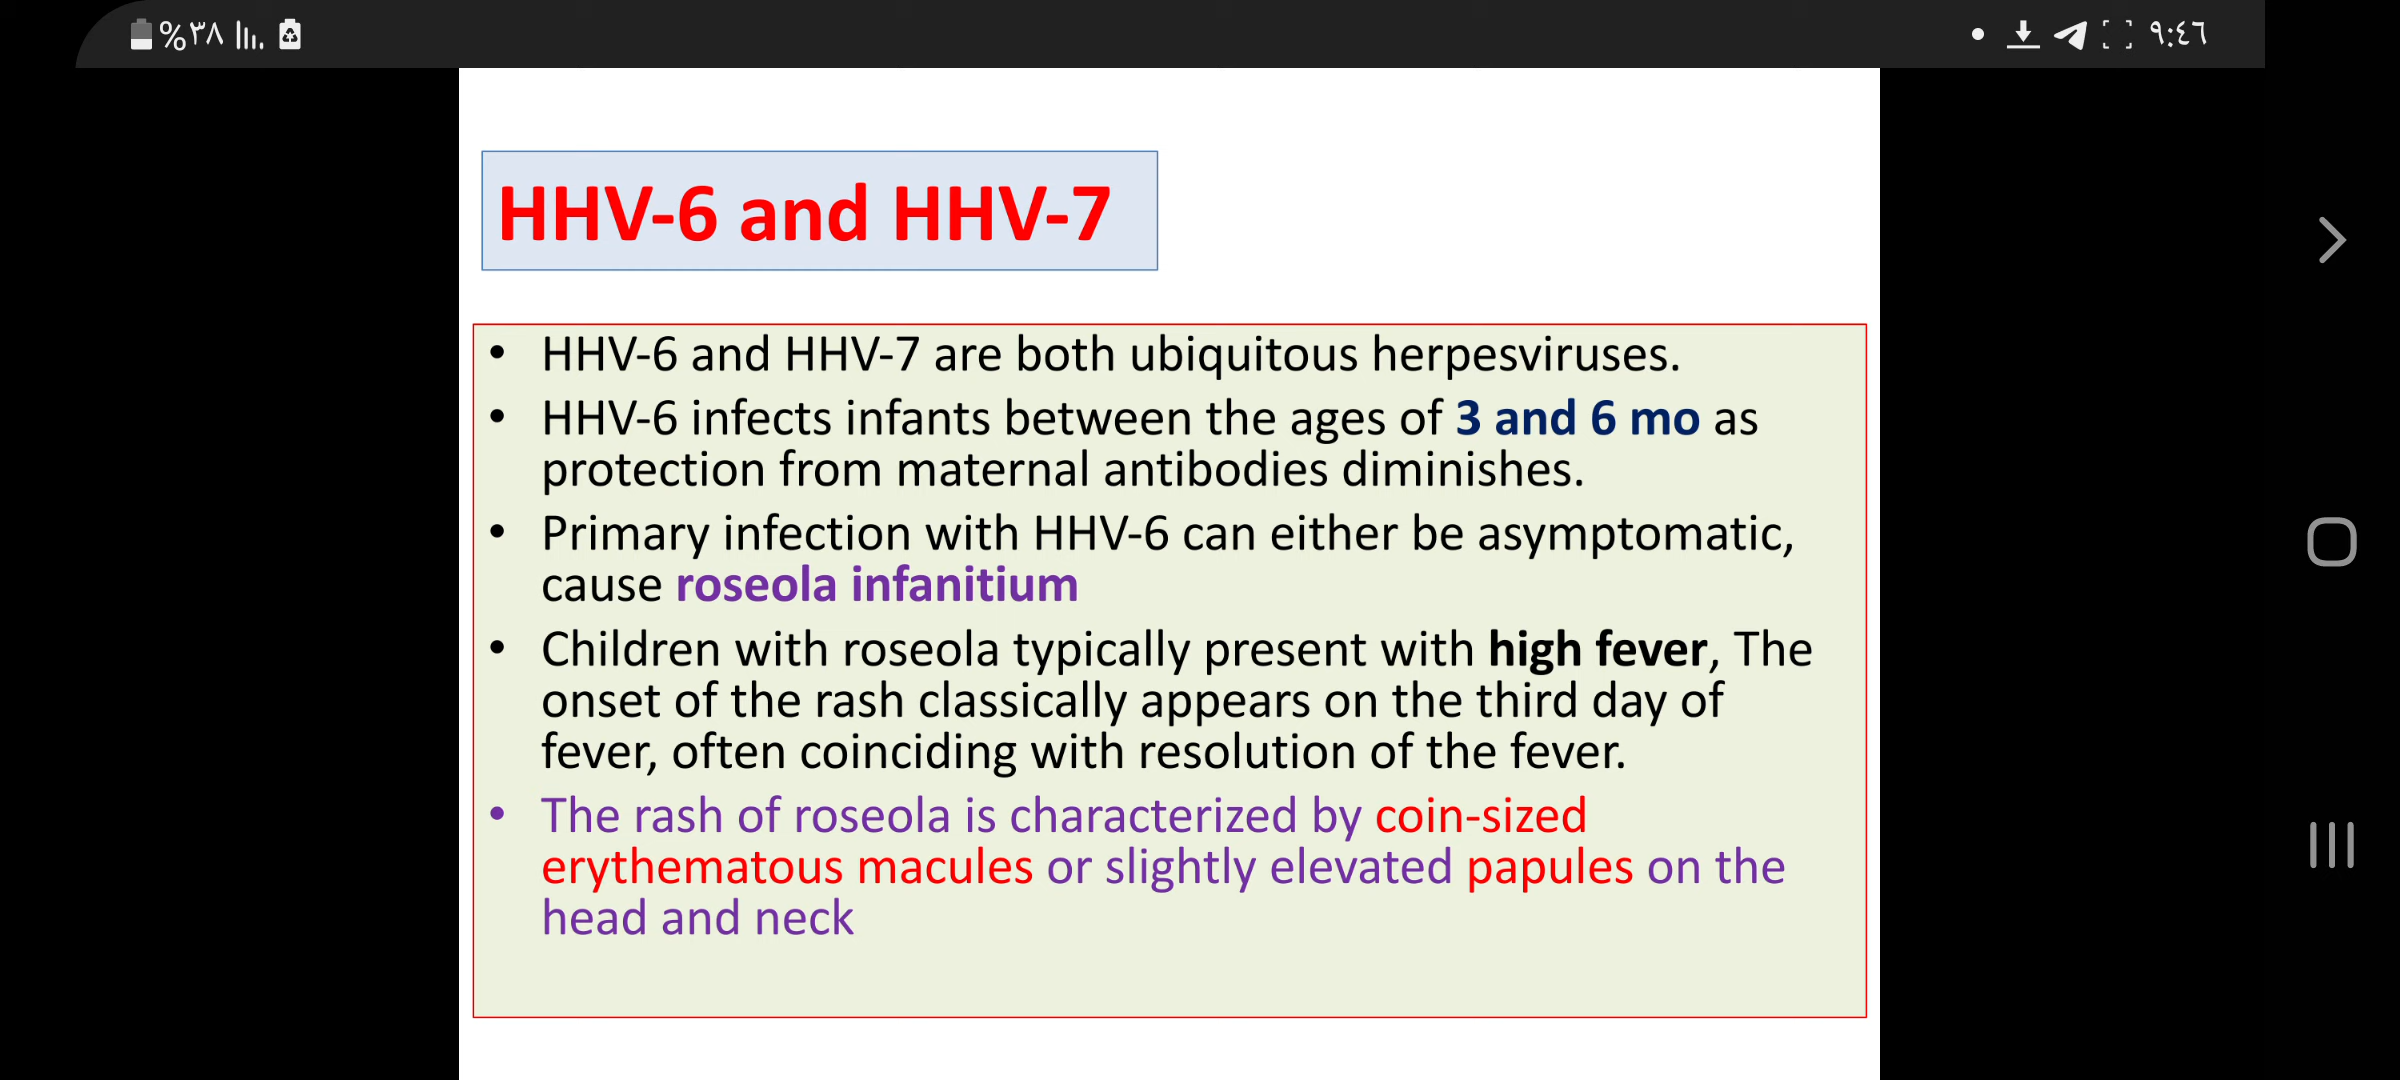 %٣٨
٩:٤٦
HHV-6 and HHV-7
• HHV-6 and HHV-7 are both ubiquitous herpesviruses.
• HHV-6 infects infants between the ages of 3 and 6 mo as
protection from maternal antibodies diminishes.
• Primary infection with HHV-6 can either be asymptomatic,
cause roseola infanitium
• Children with roseola typically present with high fever, The
onset of the rash classically appears on the third day of
fever, often coinciding with resolution of the fever.
• The rash of roseola is characterized by coin-sized
erythematous macules or slightly elevated papules on the
head and neck